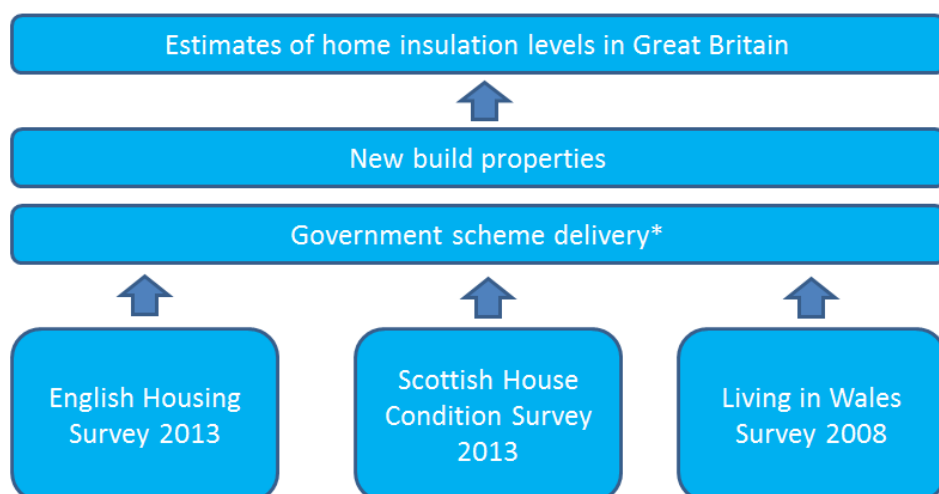 Estimates of home insulation levels in Great Britain
New build properties
Government scheme delivery*
English Housing
Survey 2013
Scottish House
Condition Survey
2013
Living in Wales
Survey 2008